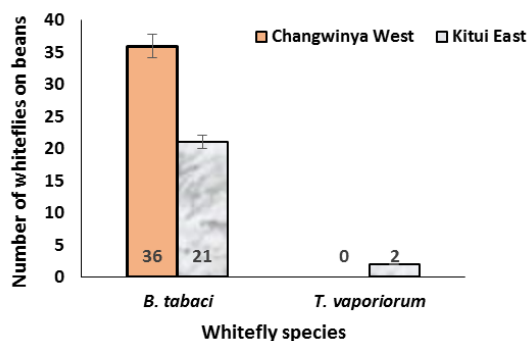 Number of whiteflies on beans
40
35
30
25
20
15
10
5
0
Changwinya West Kitui East
36 21 0 2
B. tabaci T. vaporiorum
Whitefly species